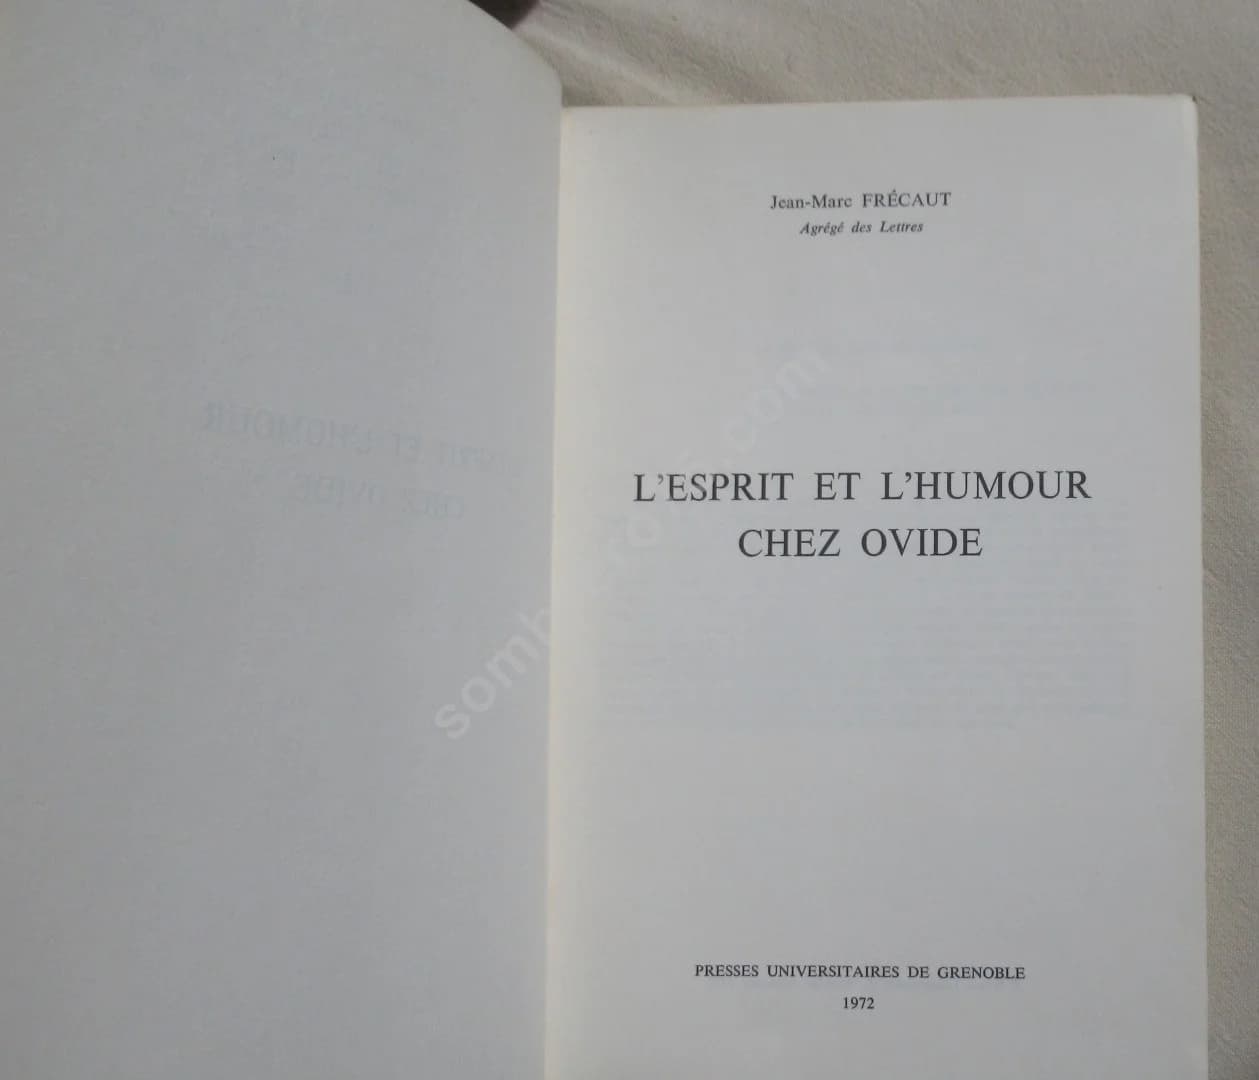 Jean-Marc FRÉCAUT
Agrégé des Lettres
L'ESPRIT ET L'HUMOUR
CHEZ OVIDE
PRESSES UNIVERSITAIRES DE GRENOBLE
1972